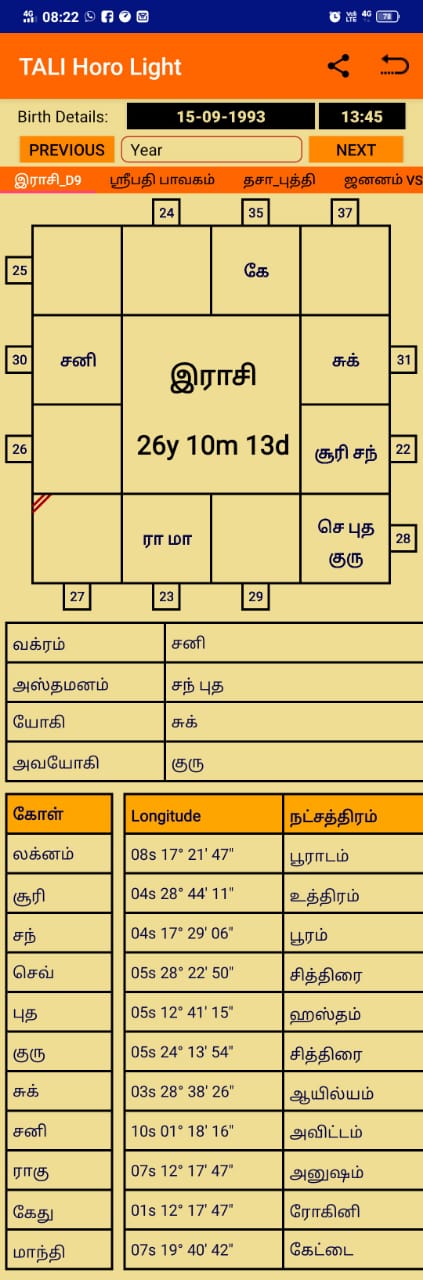 4G 08:22 VoLTE 4G 78
TALI Horo Light
Birth Details: 15-09-1993 13:45
PREVIOUS Year NEXT
இராசி_D9 ஸ்ரீபதி பாவகம் தசா_புத்தி ஜனனம் VS
24 35 37
25 கே
30 சனி இராசி சுக் 31
26y 10m 13d
26 சூரி சந் 22
ரா மா செ புத 28
குரு
27 23 29
வக்ரம் சனி
அஸ்தமனம் சந் புத
யோகி சுக்
அவயோகி குரு
கோள் Longitude நட்சத்திரம்
லக்னம் 08s 17° 21' 47" பூராடம்
சூரி 04s 28° 44' 11" உத்திரம்
சந் 04s 17° 29' 06" பூரம்
செவ் 05s 28° 22' 50" சித்திரை
புத 05s 12° 41' 15" ஹஸ்தம்
குரு 05s 24° 13' 54" சித்திரை
சுக் 03s 28° 38' 26" ஆயில்யம்
சனி 10s 01° 18' 16" அவிட்டம்
ராகு 07s 12° 17' 47" அனுஷம்
கேது 01s 12° 17' 47" ரோகினி
மாந்தி 07s 19° 40' 42" கேட்டை